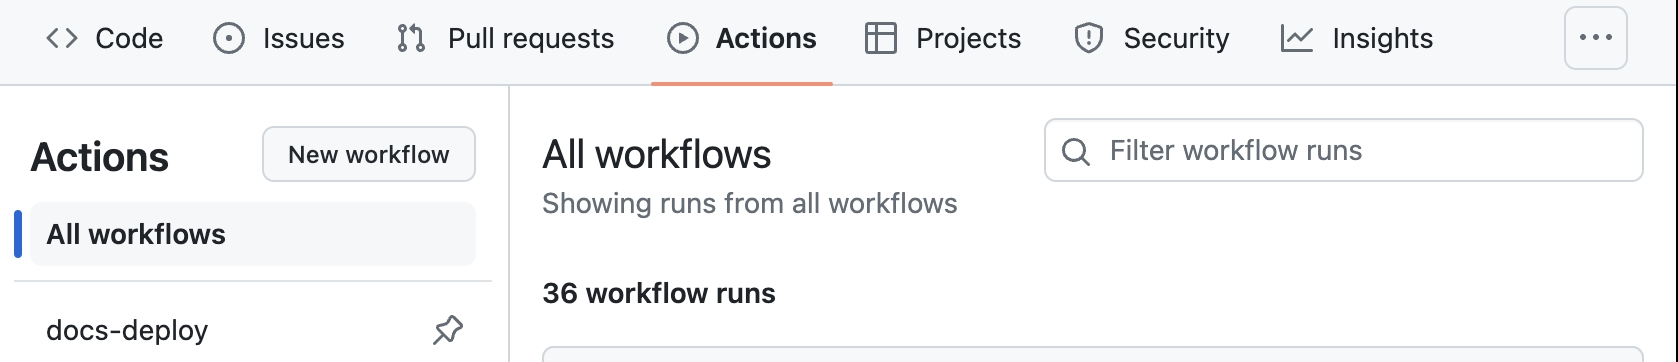 Code Issues Pull requests Actions Projects Security Insights
Actions
New workflow
All workflows
docs-deploy
All workflows
Showing runs from all workflows
Filter workflow runs
36 workflow runs